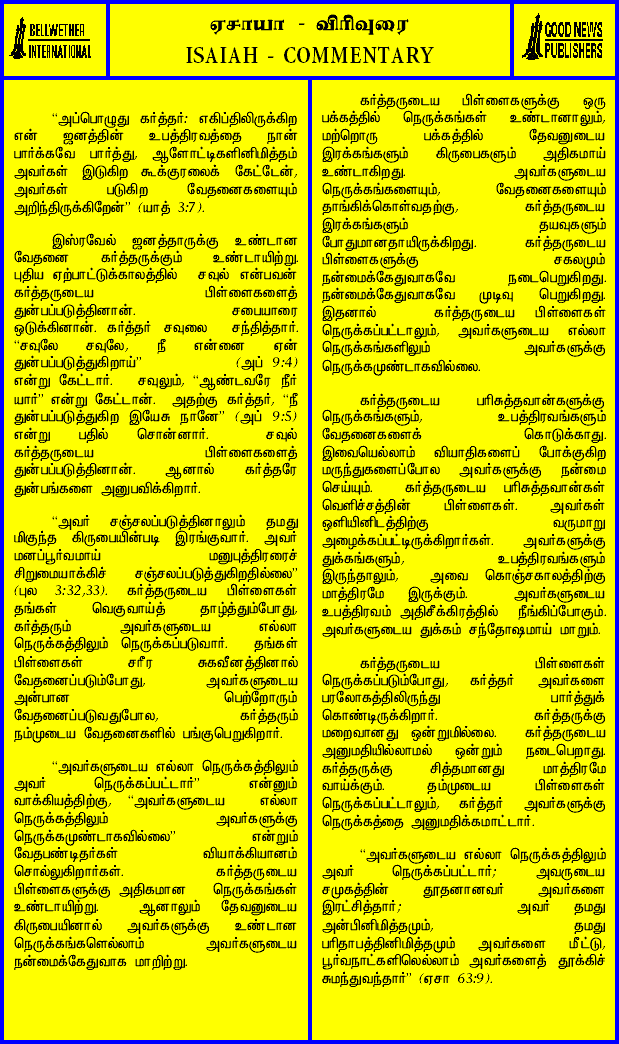 BELLWETHER
INTERNATIONAL
ஏசாயா - விரிவுரை
ISAIAH - COMMENTARY
GOOD NEWS
PUBLISHERS
“அப்பொழுது கர்த்தர்: எகிப்திலிருக்கிற
என் ஜனத்தின் உபத்திரவத்தை நான்
பார்க்கவே பார்த்து, ஆளோட்டிகளினிமித்தம்
அவர்கள் இடுகிற கூக்குரலைக் கேட்டேன்,
அவர்கள் படுகிற வேதனைகளையும்
அறிந்திருக்கிறேன்” (யாத் 3:7).
இஸ்ரவேல் ஜனத்தாருக்கு உண்டான
வேதனை கர்த்தருக்கும் உண்டாயிற்று.
புதிய ஏற்பாட்டுக்காலத்தில் சவுல் என்பவன்
கர்த்தருடைய பிள்ளைகளைத்
துன்பப்படுத்தினான். சபையாரை
ஒடுக்கினான். கர்த்தர் சவுலை சந்தித்தார்.
“சவுலே சவுலே, நீ என்னை ஏன்
துன்பப்படுத்துகிறாய்” (அப் 9:4)
என்று கேட்டார். சவுலும், “ஆண்டவரே நீர்
யார்” என்று கேட்டான். அதற்கு கர்த்தர், “நீ
துன்பப்படுத்துகிற இயேசு நானே” (அப் 9:5)
என்று பதில் சொன்னார். சவுல்
கர்த்தருடைய பிள்ளைகளைத்
துன்பப்படுத்தினான். ஆனால் கர்த்தரே
துன்பங்களை அனுபவிக்கிறார்.
“அவர் சஞ்சலப்படுத்தினாலும் தமது
மிகுந்த கிருபையின்படி இரங்குவார். அவர்
மனப்பூர்வமாய் மனுபுத்திரரைச்
சிறுமையாக்கிச் சஞ்சலப்படுத்துகிறதில்லை”
(புல 3:32,33). கர்த்தருடைய பிள்ளைகள்
தங்கள் வெகுவாய்த் தாழ்த்தும்போது,
கர்த்தரும் அவர்களுடைய எல்லா
நெருக்கத்திலும் நெருக்கப்படுவார். தங்கள்
பிள்ளைகள் சரீர சுகவீனத்தினால்
வேதனைப்படும்போது, அவர்களுடைய
அன்பான பெற்றோரும்
வேதனைப்படுவதுபோல, கர்த்தரும்
நம்முடைய வேதனைகளில் பங்குபெறுகிறார்.
“அவர்களுடைய எல்லா நெருக்கத்திலும்
அவர் நெருக்கப்பட்டார்” என்னும்
வாக்கியத்திற்கு, “அவர்களுடைய எல்லா
நெருக்கத்திலும் அவர்களுக்கு
நெருக்கமுண்டாகவில்லை” என்றும்
வேதபண்டிதர்கள் வியாக்கியானம்
சொல்லுகிறார்கள். கர்த்தருடைய
பிள்ளைகளுக்கு அதிகமான நெருக்கங்கள்
உண்டாயிற்று. ஆனாலும் தேவனுடைய
கிருபையினால் அவர்களுக்கு உண்டான
நெருக்கங்களெல்லாம் அவர்களுடைய
நன்மைக்கேதுவாக மாறிற்று.
கர்த்தருடைய பிள்ளைகளுக்கு ஒரு
பக்கத்தில் நெருக்கங்கள் உண்டானாலும்,
மற்றொரு பக்கத்தில் தேவனுடைய
இரக்கங்களும் கிருபைகளும் அதிகமாய்
உண்டாகிறது. அவர்களுடைய
நெருக்கங்களையும், வேதனைகளையும்
தாங்கிக்கொள்வதற்கு, கர்த்தருடைய
இரக்கங்களும் தயவுகளும்
போதுமானதாயிருக்கிறது. கர்த்தருடைய
பிள்ளைகளுக்கு சகலமும்
நன்மைக்கேதுவாகவே நடைபெறுகிறது.
நன்மைக்கேதுவாகவே முடிவு பெறுகிறது.
இதனால் கர்த்தருடைய பிள்ளைகள்
நெருக்கப்பட்டாலும், அவர்களுடைய எல்லா
நெருக்கங்களிலும் அவர்களுக்கு
நெருக்கமுண்டாகவில்லை.
கர்த்தருடைய பரிசுத்தவான்களுக்கு
நெருக்கங்களும், உபத்திரவங்களும்
வேதனைகளைக் கொடுக்காது.
இவையெல்லாம் வியாதிகளைப் போக்குகிற
மருந்துகளைப்போல அவர்களுக்கு நன்மை
செய்யும். கர்த்தருடைய பரிசுத்தவான்கள்
வெளிச்சத்தின் பிள்ளைகள். அவர்கள்
ஒளியினிடத்திற்கு வருமாறு
அழைக்கப்பட்டிருக்கிறார்கள். அவர்களுக்கு
துக்கங்களும், உபத்திரவங்களும்
இருந்தாலும், அவை கொஞ்சகாலத்திற்கு
மாத்திரமே இருக்கும். அவர்களுடைய
உபத்திரவம் அதிசீக்கிரத்தில் நீங்கிப்போகும்.
அவர்களுடைய துக்கம் சந்தோஷமாய் மாறும்.
கர்த்தருடைய பிள்ளைகள்
நெருக்கப்படும்போது, கர்த்தர் அவர்களை
பரலோகத்திலிருந்து பார்த்துக்
கொண்டிருக்கிறார். கர்த்தருக்கு
மறைவானது ஒன்றுமில்லை. கர்த்தருடைய
அனுமதியில்லாமல் ஒன்றும் நடைபெறாது.
கர்த்தருக்கு சித்தமானது மாத்திரமே
வாய்க்கும். தம்முடைய பிள்ளைகள்
நெருக்கப்பட்டாலும், கர்த்தர் அவர்களுக்கு
நெருக்கத்தை அனுமதிக்கமாட்டார்.
“அவர்களுடைய எல்லா நெருக்கத்திலும்
அவர் நெருக்கப்பட்டார்; அவருடைய
சமுகத்தின் தூதனானவர் அவர்களை
இரட்சித்தார்; அவர் தமது
அன்பினிமித்தமும், தமது
பரிதாபத்தினிமித்தமும் அவர்களை மீட்டு,
பூர்வநாட்களிலெல்லாம் அவர்களைத் தூக்கிச்
சுமந்துவந்தார்” (ஏசா 63:9).